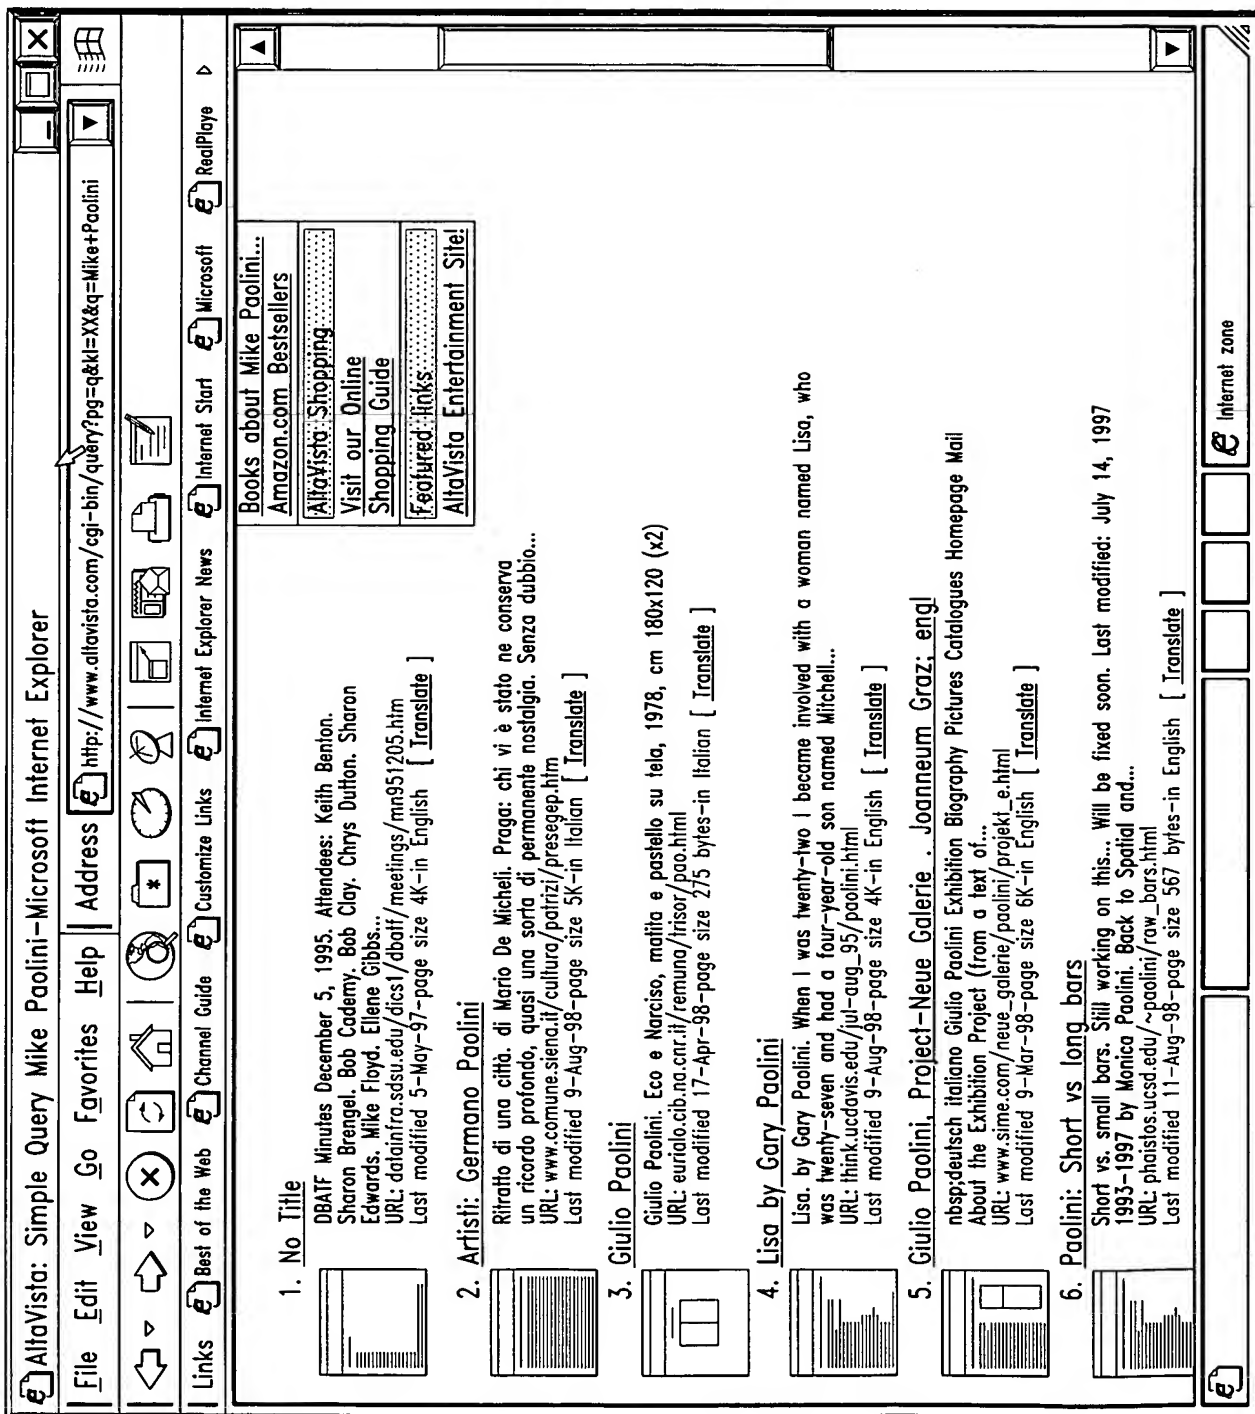 AltaVista: Simple Query Mike Paolini-Microsoft Internet Explorer
File Edit View Go Favorites Help Address http://www.altavista.com/cgi-bin/query?pg=q&kl=XX&q=Mike+Paolini
Links Best of the Web Channel Guide Customize Links Internet Explorer News Internet Start Microsoft RealPlaye
Books about Mike Paolini...
Amazon.com Bestsellers
AltaVista Shopping
Visit our Online
Shopping Guide
Featured links
AltaVista Entertainment Site!
1. No Title
DBATF Minutes December 5, 1995. Attendees: Keith Benton.
Sharon Brengel. Bob Cademy. Bob Clay. Chrys Dutton. Sharon
Edwards. Mike Floyd. Ellene Gibbs...
URL: datainfra.sdsu.edu/dics1/dbatf/meetings/mn951205.htm
Last modified 5-May-97-page size 4K-in English [ Translate ]
2. Artisti: Germano Paolini
Ritratto di una città. di Mario De Micheli. Praga: chi vi è stato ne conserva
un ricordo profondo, quasi una sorta di permanente nostalgia. Senza dubbio...
URL: www.comune.siena.it/cultura/patrizi/presegep.htm
Last modified 9-Aug-98-page size 5K-in Italian [ Translate ]
3. Giulio Paolini
Giulio Paolini. Eco e Narciso, matita e pastello su tela, 1978, cm 180x120 (x2)
URL: eurialo.cib.na.cnr.it/remuna/trisor/pao.html
Last modified 17-Apr-98-page size 275 bytes-in Italian [ Translate ]
4. Lisa by Gary Paolini
Lisa. by Gary Paolini. When I was twenty-two I became involved with a woman named Lisa, who
was twenty-seven and had a four-year-old son named Mitchell...
URL: think.ucdavis.edu/jul-aug_95/paolini.html
Last modified 9-Aug-98-page size 4K-in English [ Translate ]
5. Giulio Paolini, Project-Neue Galerie . Joanneum Graz; engl
nbsp;deutsch italiano Giulio Paolini Exhibition Biography Pictures Catalogues Homepage Mail
About the Exhibition Project (from a text of...
URL: www.sime.com/neue_galerie/paolini/projekt_e.html
Last modified 9-Mar-98-page size 6K-in English [ Translate ]
6. Paolini: Short vs long bars
Short vs. small bars. Still working on this... Will be fixed soon. Last modified: July 14, 1997
1993-1997 by Monica Paolini. Back to Spatial and...
URL: phaistos.ucsd.edu/~paolini/raw_bars.html
Last modified 11-Aug-98-page size 567 bytes-in English [ Translate ]
Internet zone